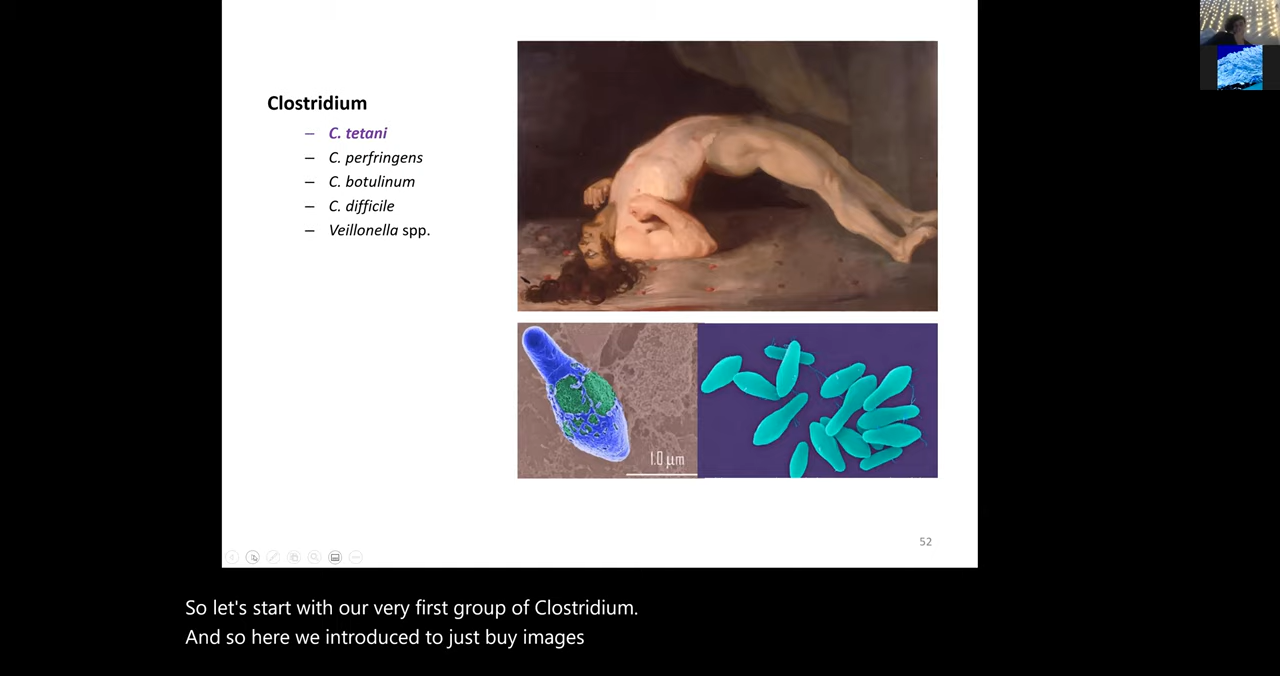 Clostridium
– C. tetani
– C. perfringens
– C. botulinum
– C. difficile
– Veillonella spp.
1.0 µm
52
So let's start with our very first group of Clostridium.
And so here we introduced to just buy images